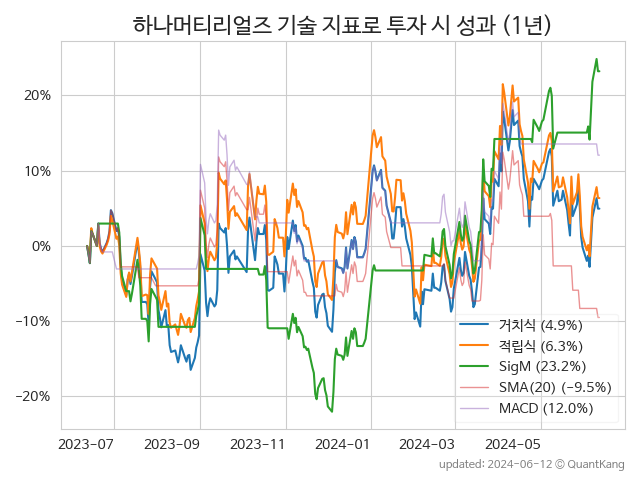 하나머티리얼즈 기술 지표로 투자 시 성과 (1년)
20%
10%
0%
−10%
−20%
거치식 (4.9%)
적립식 (6.3%)
SigM (23.2%)
SMA(20) (−9.5%)
MACD (12.0%)
2023-07 2023-09 2023-11 2024-01 2024-03 2024-05
updated: 2024-06-12 © QuantKang